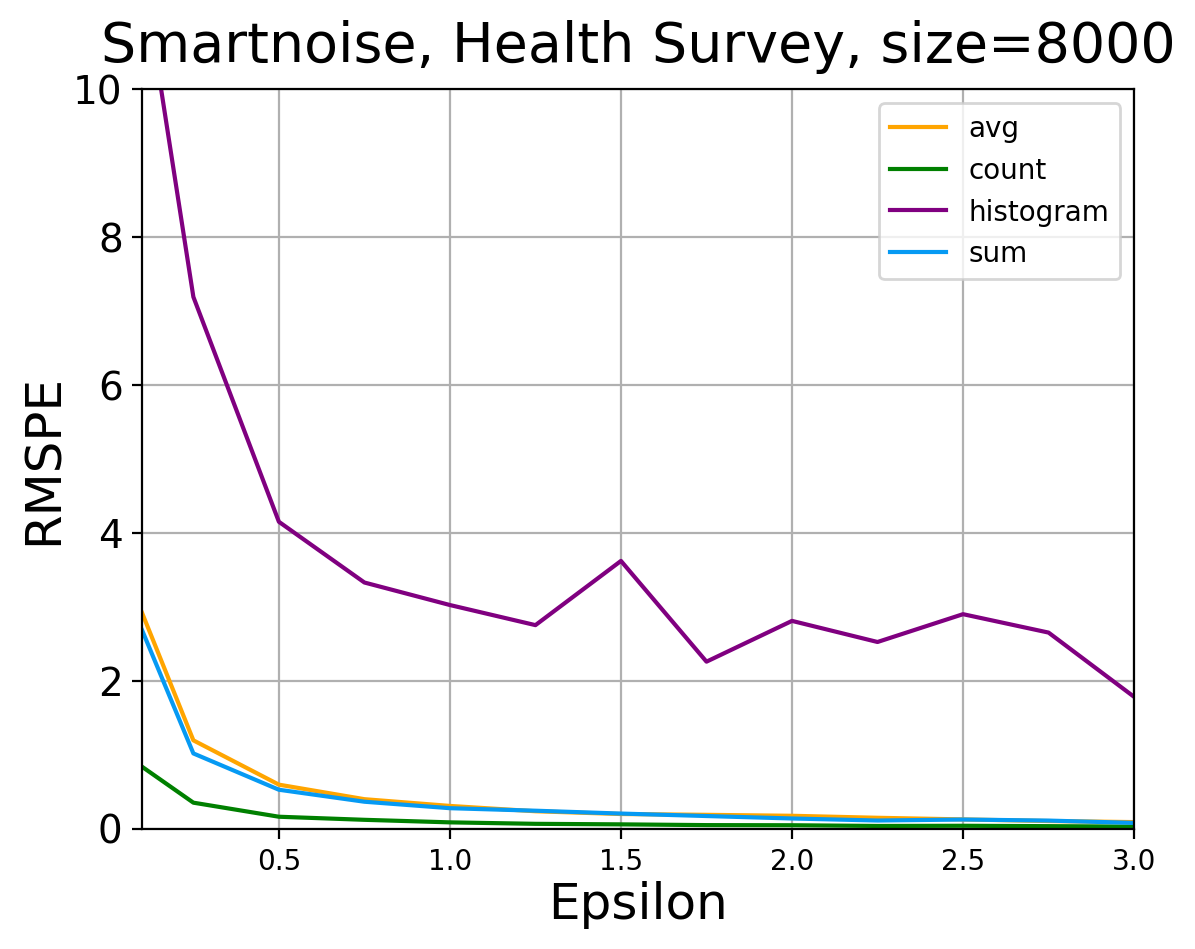 Smartnoise, Health Survey, size=8000
10
8
6
4
2
0
RMSPE
avg
count
histogram
sum
0.5 1.0 1.5 2.0 2.5 3.0
Epsilon